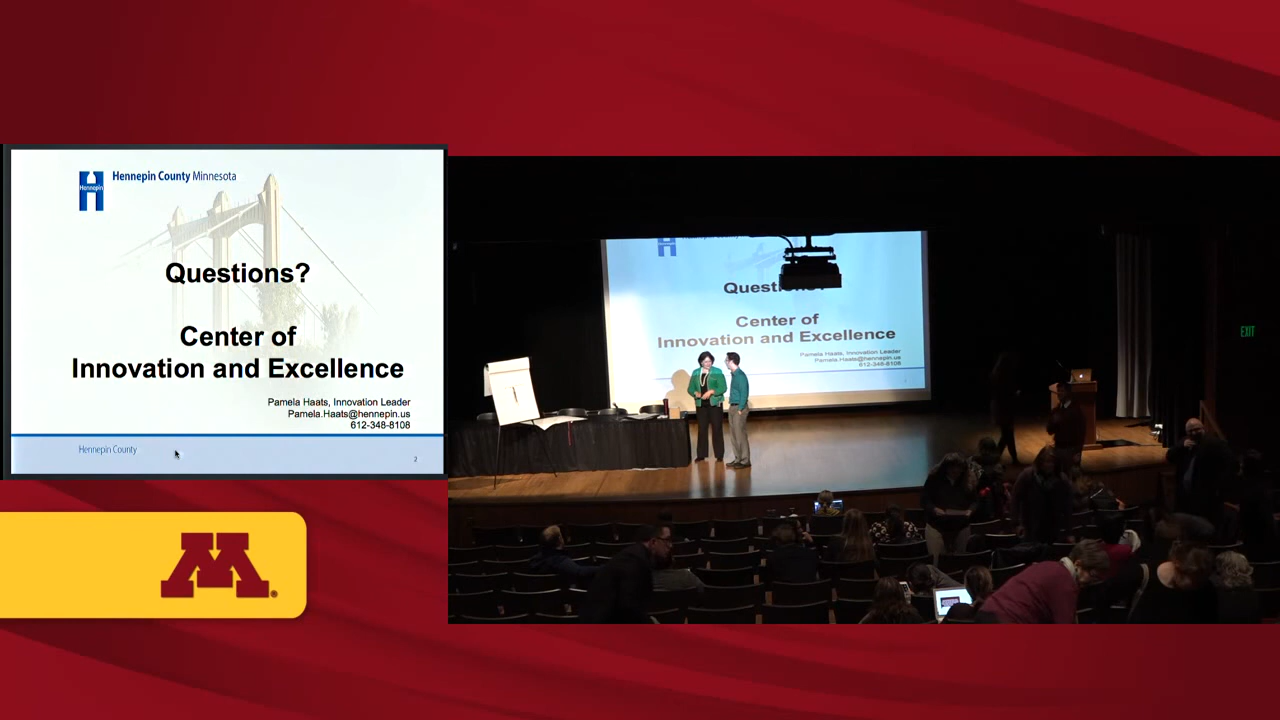 Hennepin
Hennepin County Minnesota
Questions?
Center of
Innovation and Excellence
Pamela Haats, Innovation Leader
Pamela.Haats@hennepin.us
612-348-8108
Hennepin County
2
M
Center of
Innovation and Excellence
Pamela Haats, Innovation Leader
Pamela.Haats@hennepin.us
612-348-8108
EXIT